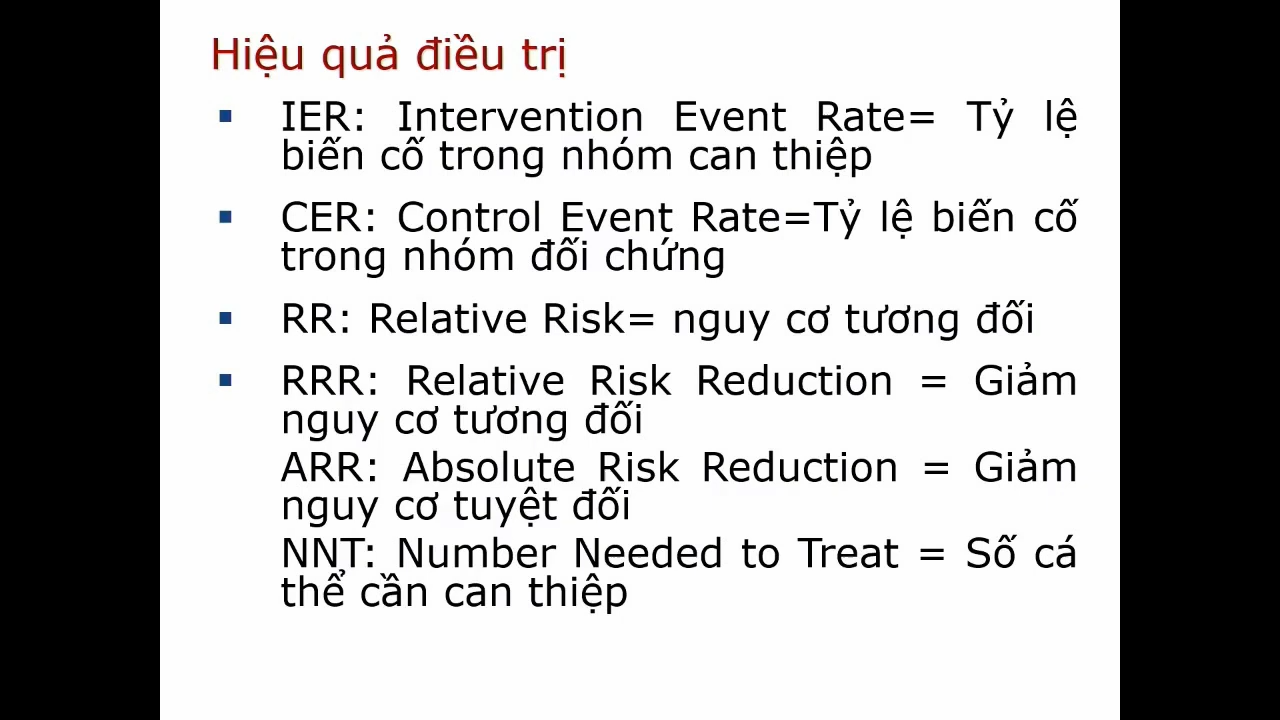 Hiệu quả điều trị
▪ IER: Intervention Event Rate= Tỷ lệ
biến cố trong nhóm can thiệp
▪ CER: Control Event Rate=Tỷ lệ biến cố
trong nhóm đối chứng
▪ RR: Relative Risk= nguy cơ tương đối
▪ RRR: Relative Risk Reduction = Giảm
nguy cơ tương đối
ARR: Absolute Risk Reduction = Giảm
nguy cơ tuyệt đối
NNT: Number Needed to Treat = Số cá
thể cần can thiệp